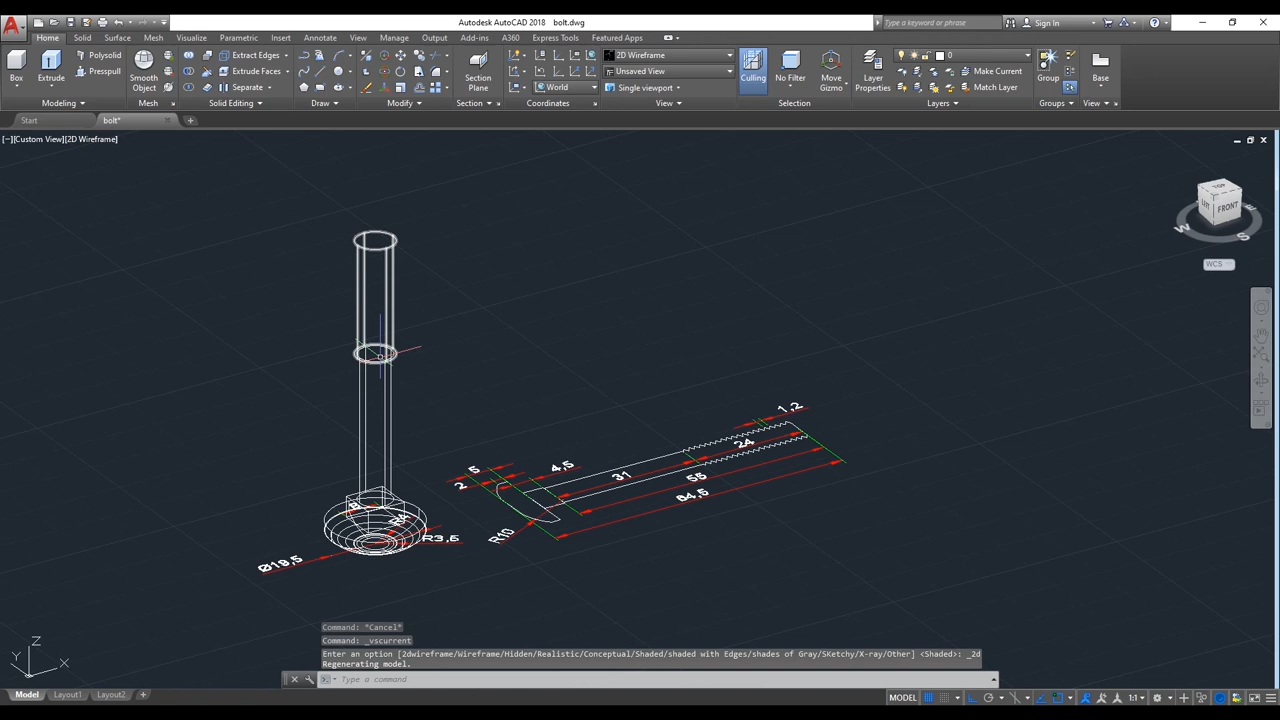 Autodesk AutoCAD 2018 bolt.dwg
Type a keyword or phrase
Sign In
Home Solid Surface Mesh Visualize Parametric Insert Annotate View Manage Output Add-ins A360 Express Tools Featured Apps
Box
Extrude
Polysolid
Presspull
Modeling
Smooth
Object
Mesh
Extract Edges
Extrude Faces
Separate
Solid Editing
Draw
Modify
Section
Plane
Section
World
Coordinates
2D Wireframe
Unsaved View
Single viewport
View
Culling
No Filter
Move
Gizmo
Selection
Layer
Properties
0
Make Current
Match Layer
Layers
Group
Groups
Base
View
Start
bolt*
[−][Custom View][2D Wireframe]
TOP
FRONT
W
S
E
WCS
1,2
24
5
4,5
2
31
55
64,5
R10
R4
R3,6
Z
Y
X
Command: *Cancel*
Command: _vscurrent
Enter an option [2dwireframe/Wireframe/Hidden/Realistic/Conceptual/Shaded/shaded with Edges/shades of Gray/SKetchy/X-ray/Other] <Shaded>: _2d
Regenerating model.
Type a command
Model Layout1 Layout2
MODEL
1:1